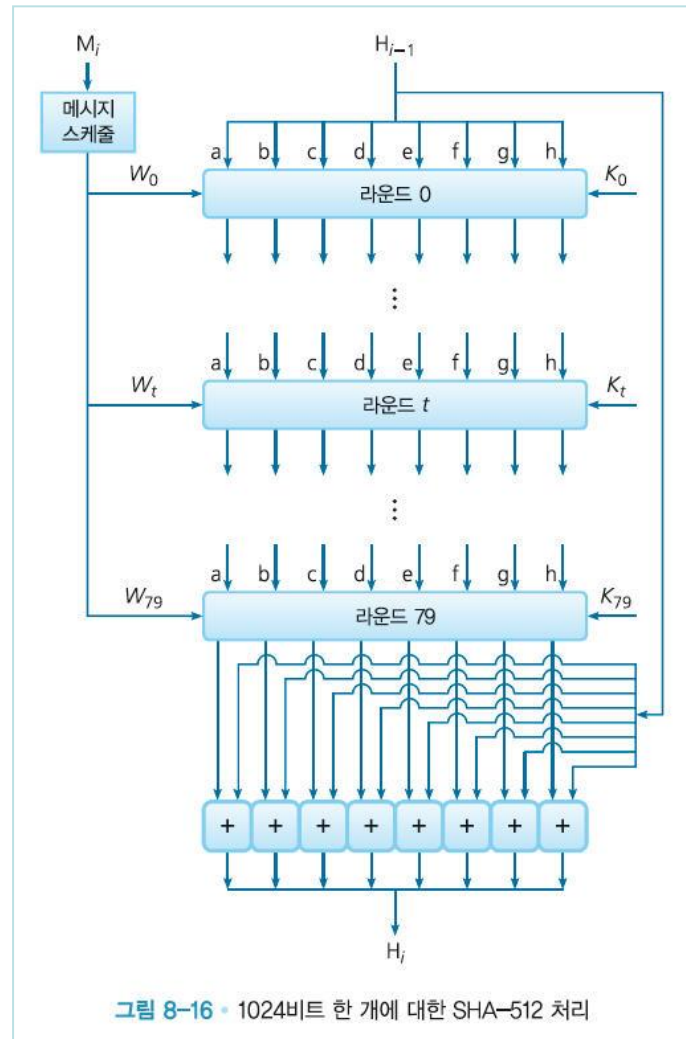 Mi Hi−1
메시지
스케줄
a b c d e f g h
W0 라운드 0 K0
⋮
a b c d e f g h
Wt 라운드 t Kt
⋮
a b c d e f g h
W79 라운드 79 K79
+ + + + + + + +
Hi
그림 8–16 • 1024비트 한 개에 대한 SHA–512 처리